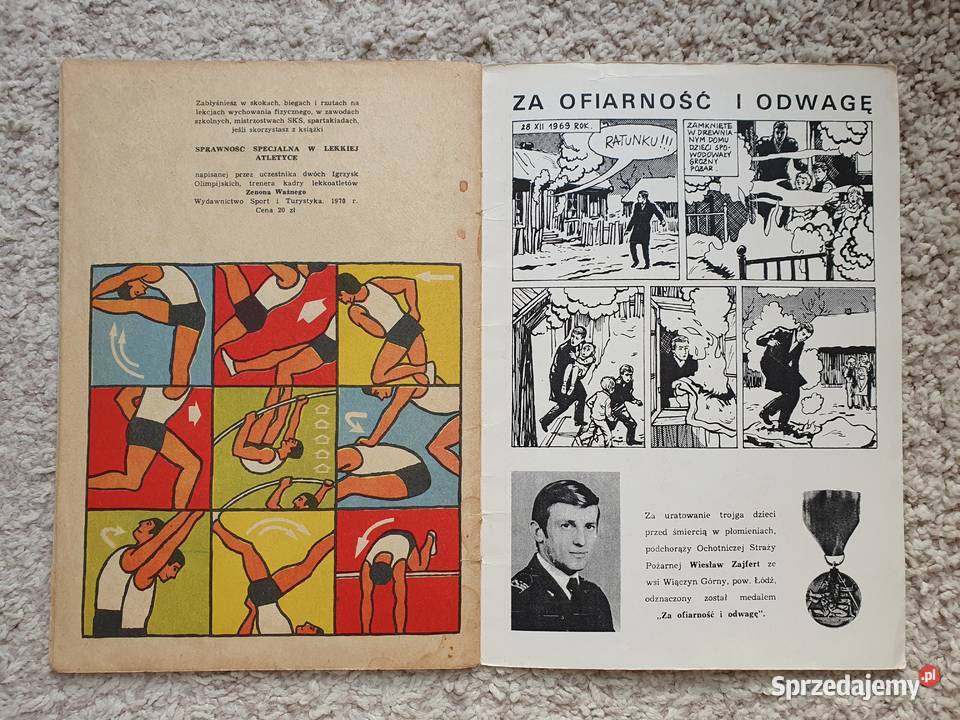 Zabłyśniesz w skokach, biegach i rzutach na
lekcjach wychowania fizycznego, w zawodach
szkolnych, mistrzostwach SKS, spartakiadach,
jeśli skorzystasz z książki
SPRAWNOŚĆ SPECJALNA W LEKKIEJ
ATLETYCE
napisanej przez uczestnika dwóch Igrzysk
Olimpijskich, trenera kadry lekkoatletów
Zenona Ważnego
Wydawnictwo Sport i Turystyka. 1970 r.
Cena 20 zł
ZA OFIARNOŚĆ I ODWAGĘ
28 XII 1969 ROK.
RATUNKU!!!
ZAMKNIĘTE
W DREWNIA-
NYM DOMU
DZIECI SPO-
WODOWAŁY
GROŹNY
POŻAR.
Za uratowanie trojga dzieci
przed śmiercią w płomieniach,
podchorąży Ochotniczej Straży
Pożarnej Wiesław Zajfert ze
wsi Wiączyn Górny, pow. Łódź,
odznaczony został medalem
„Za ofiarność i odwagę".
Sprzedajemy.pl